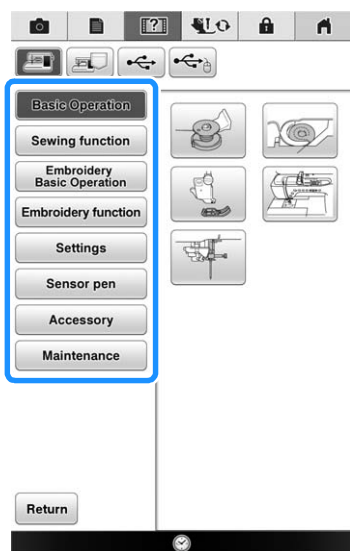 ?
Basic Operation
Sewing function
Embroidery
Basic Operation
Embroidery function
Settings
Sensor pen
Accessory
Maintenance
Return